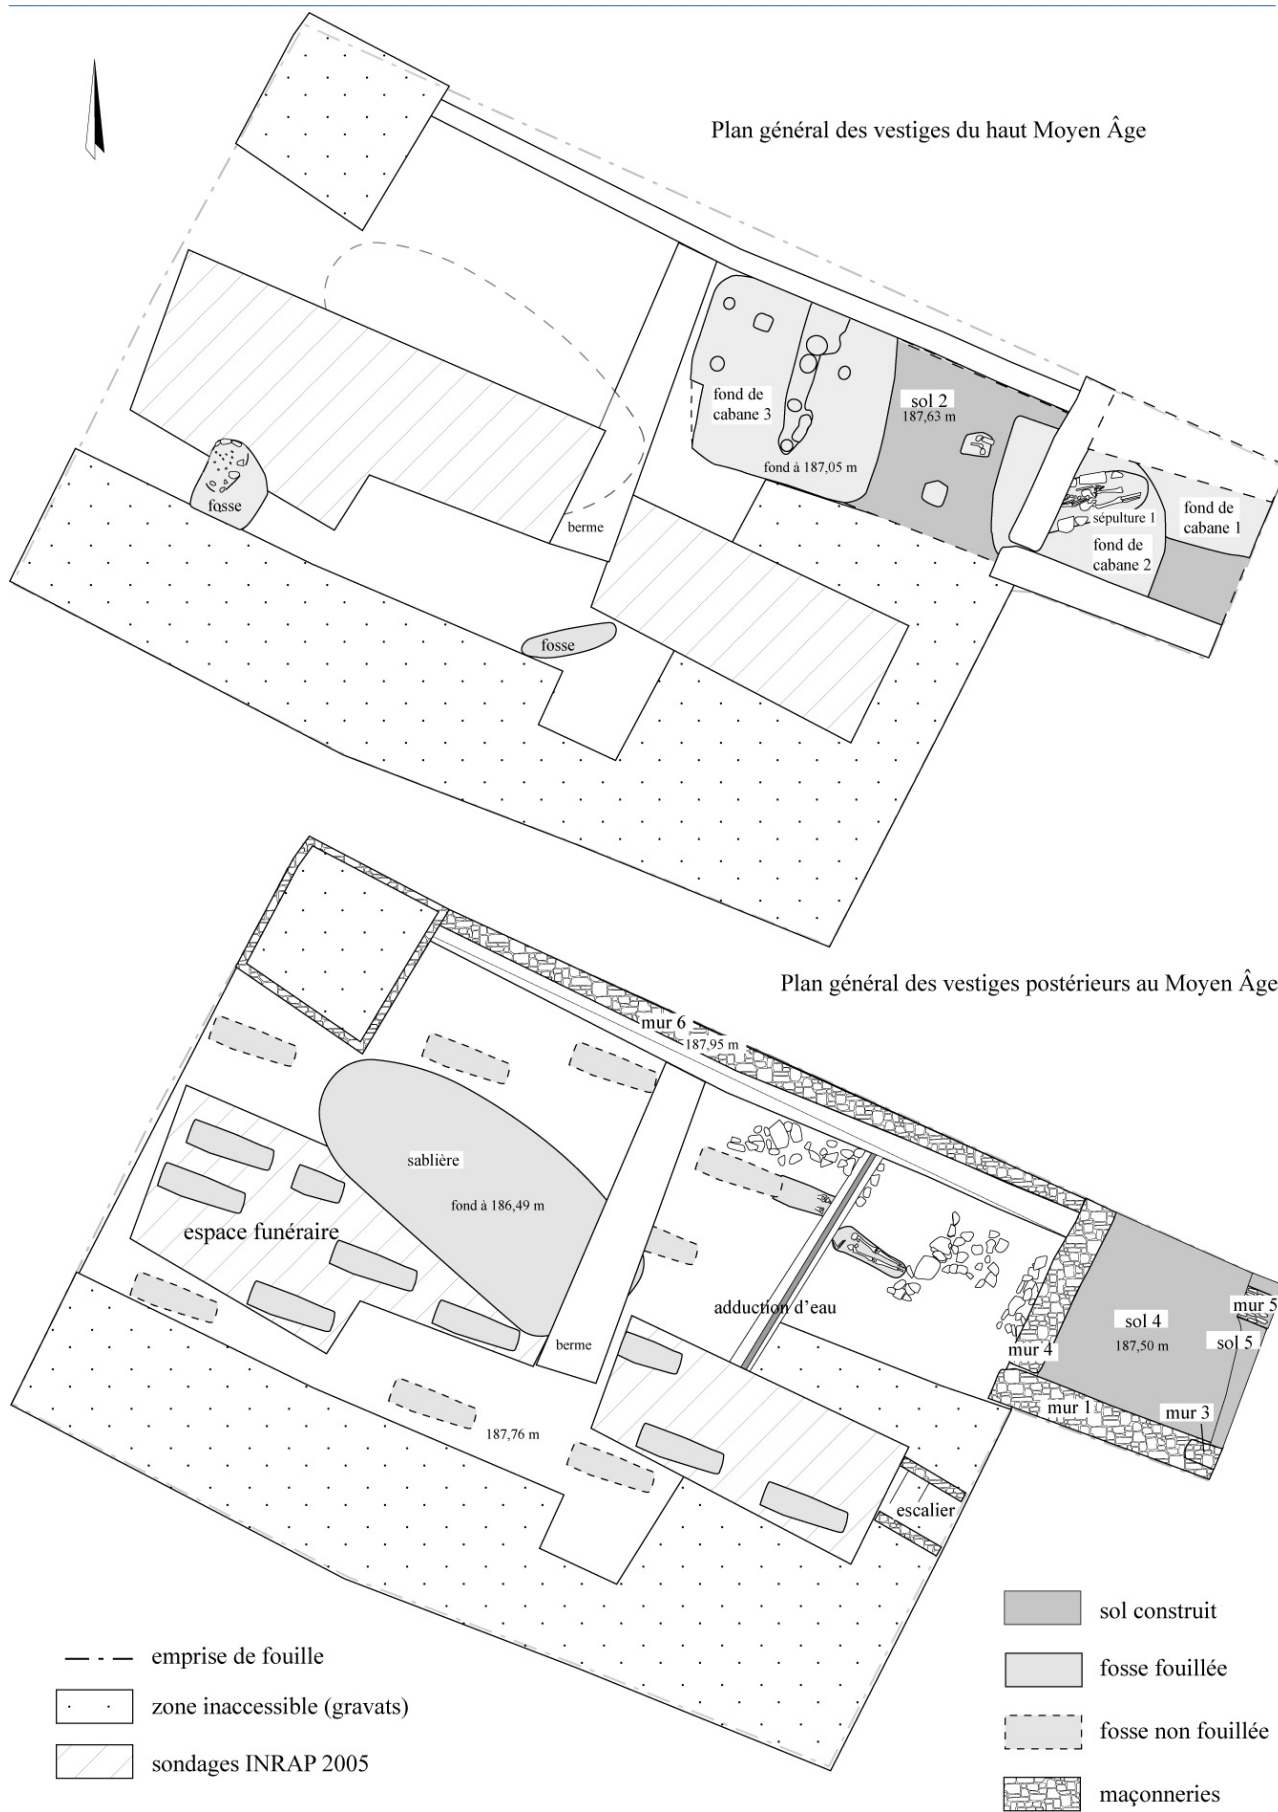 Plan général des vestiges du haut Moyen Âge
fond de
cabane 3
sol 2
187,63 m
fond à 187,05 m
sépulture 1
fond de
cabane 1
fond de
cabane 2
fosse
berme
fosse
Plan général des vestiges postérieurs au Moyen Âge
mur 6
187,95 m
sablière
fond à 186,49 m
espace funéraire
adduction d'eau
mur 5
sol 4
sol 5
187,50 m
berme
mur 4
mur 1
mur 3
187,76 m
escalier
sol construit
emprise de fouille
fosse fouillée
zone inaccessible (gravats)
fosse non fouillée
sondages INRAP 2005
maçonneries